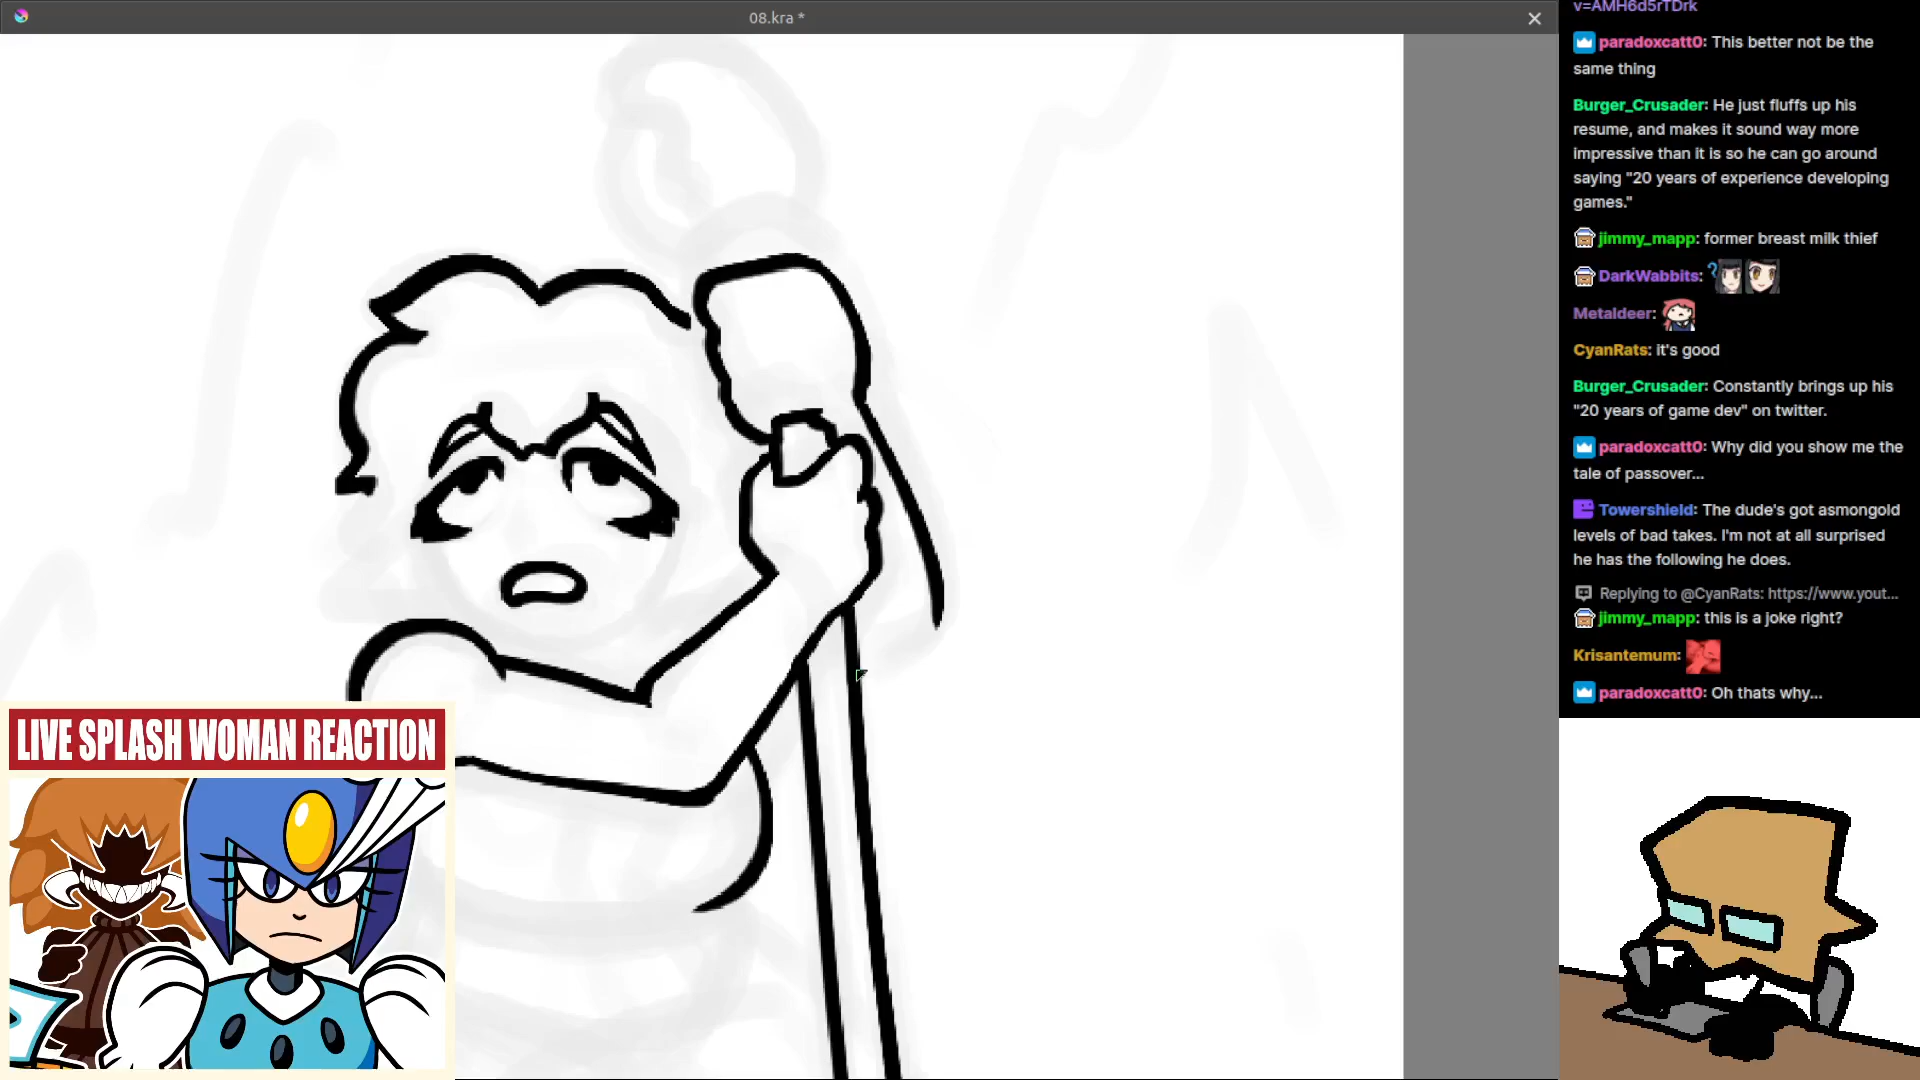 08.kra *
v=AMH6d5rTDrk
paradoxcatt0: This better not be the
same thing
Burger_Crusader: He just fluffs up his
resume, and makes it sound way more
impressive than it is so he can go around
saying "20 years of experience developing
games."
jimmy_mapp: former breast milk thief
DarkWabbits:
Metaldeer:
CyanRats: it's good
Burger_Crusader: Constantly brings up his
"20 years of game dev" on twitter.
paradoxcatt0: Why did you show me the
tale of passover...
Towershield: The dude's got asmongold
levels of bad takes. I'm not at all surprised
he has the following he does.
Replying to @CyanRats: https://www.yout...
jimmy_mapp: this is a joke right?
Krisantemum:
paradoxcatt0: Oh thats why...
LIVE SPLASH WOMAN REACTION